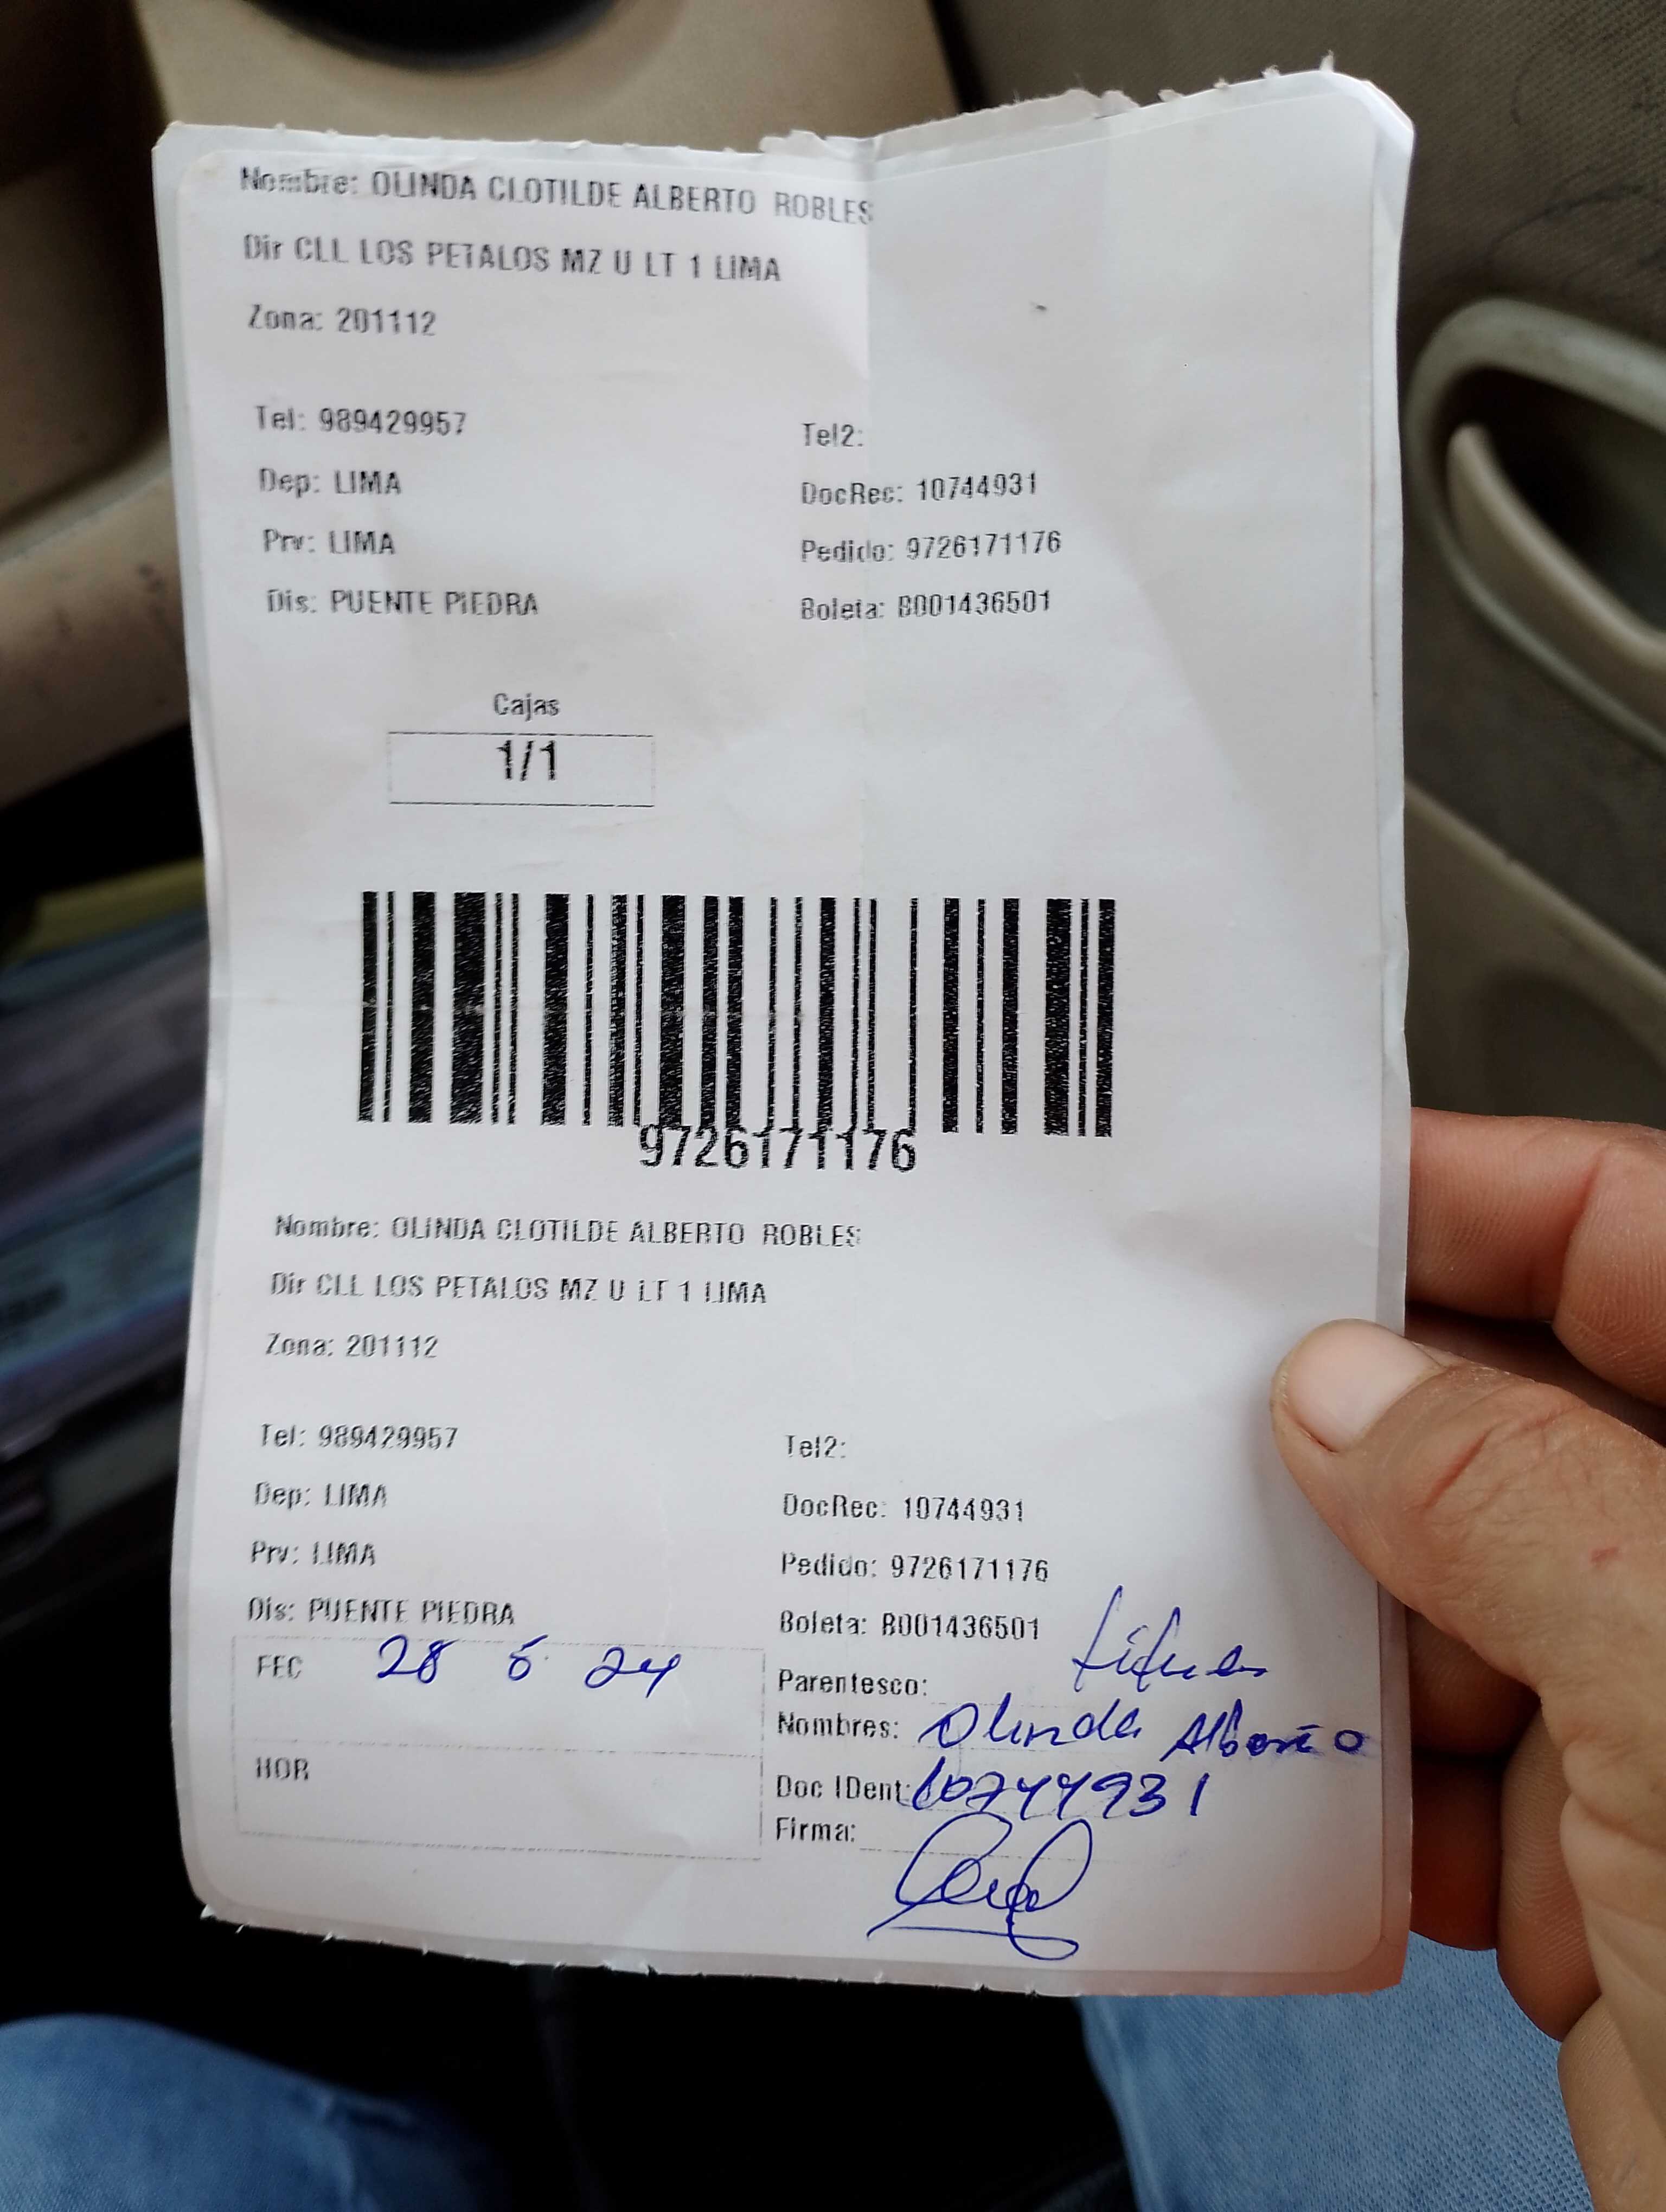 Nombre: OLINDA CLOTILDE ALBERTO ROBLES
Dir CLL LOS PETALOS MZ U LT 1 LIMA
Zona: 201112
Tel: 989429957 Tel2:
Dep: LIMA DocRec: 10744931
Prv: LIMA Pedido: 9726171176
Dis: PUENTE PIEDRA Boleta: B001436501
Cajas
1/1
9726171176
Nombre: OLINDA CLOTILDE ALBERTO ROBLES
Dir CLL LOS PETALOS MZ U LT 1 LIMA
Zona: 201112
Tel: 989429957 Tel2:
Dep: LIMA DocRec: 10744931
Prv: LIMA Pedido: 9726171176
Dis: PUENTE PIEDRA Boleta: B001436501
FEC 28 6 24 Parentesco:
Nombres: Olinda Alberto
HOR Doc IDent: 10744931
Firma: